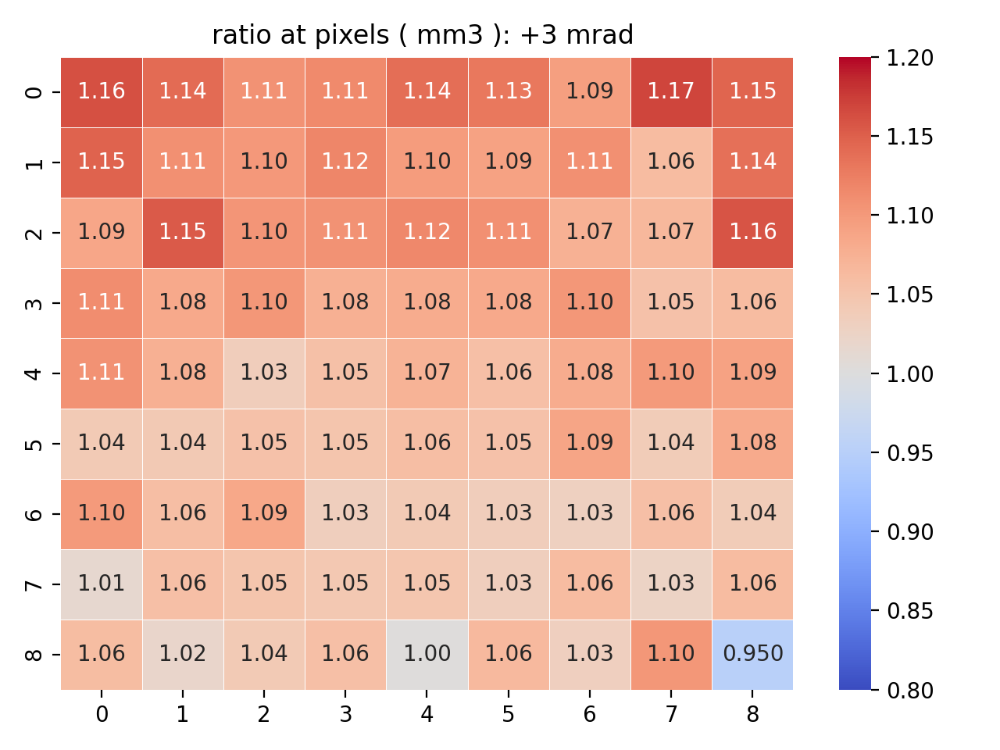 ratio at pixels ( mm3 ): +3 mrad
0 1.16 1.14 1.11 1.11 1.14 1.13 1.09 1.17 1.15
1 1.15 1.11 1.10 1.12 1.10 1.09 1.11 1.06 1.14
2 1.09 1.15 1.10 1.11 1.12 1.11 1.07 1.07 1.16
3 1.11 1.08 1.10 1.08 1.08 1.08 1.10 1.05 1.06
4 1.11 1.08 1.03 1.05 1.07 1.06 1.08 1.10 1.09
5 1.04 1.04 1.05 1.05 1.06 1.05 1.09 1.04 1.08
6 1.10 1.06 1.09 1.03 1.04 1.03 1.03 1.06 1.04
7 1.01 1.06 1.05 1.05 1.05 1.03 1.06 1.03 1.06
8 1.06 1.02 1.04 1.06 1.00 1.06 1.03 1.10 0.950
0 1 2 3 4 5 6 7 8
1.20
1.15
1.10
1.05
1.00
0.95
0.90
0.85
0.80